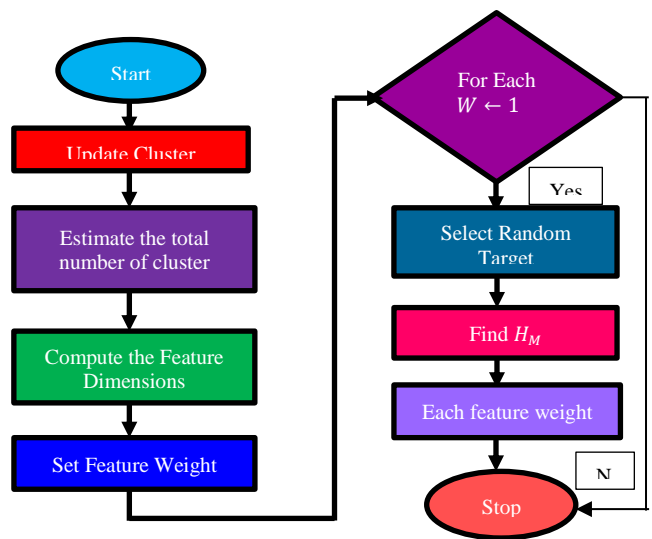 Start
Update Cluster
Estimate the total
number of cluster
Compute the Feature
Dimensions
Set Feature Weight
For Each
W ← 1
Yes
Select Random
Target
Find H_M
Each feature weight
N
Stop